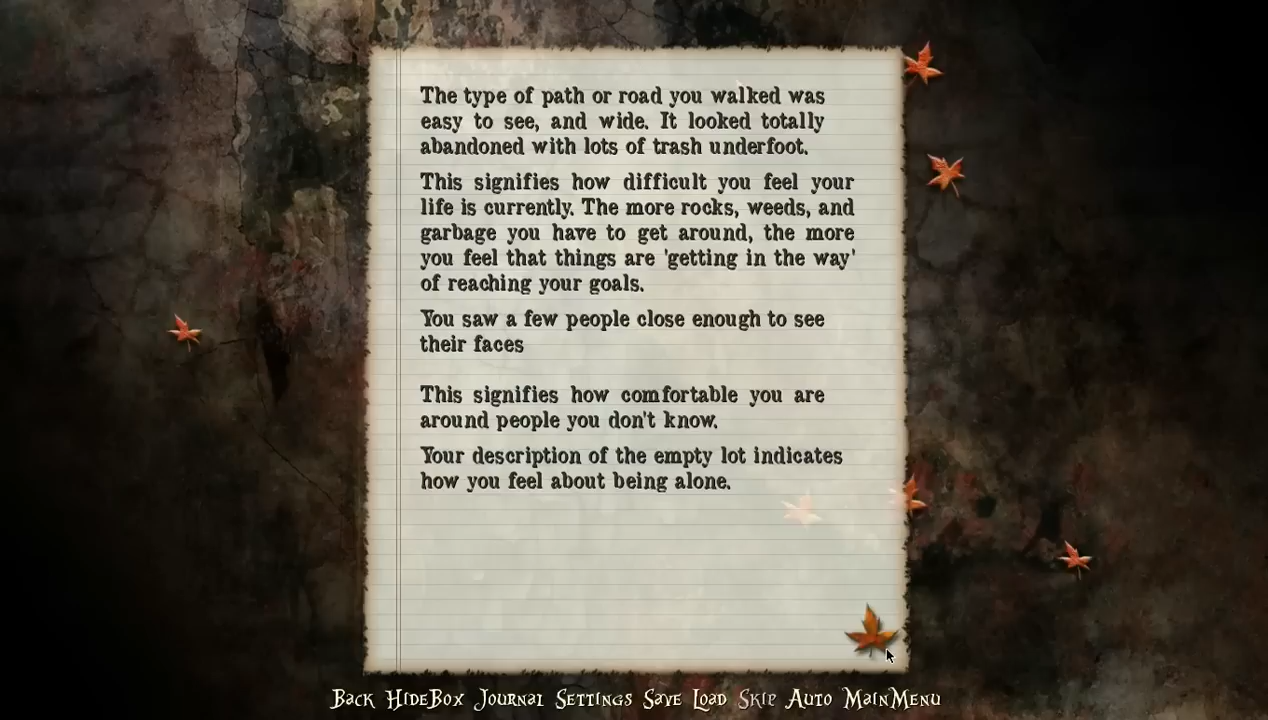 The type of path or road you walked was
easy to see, and wide. It looked totally
abandoned with lots of trash underfoot.
This signifies how difficult you feel your
life is currently. The more rocks, weeds, and
garbage you have to get around, the more
you feel that things are 'getting in the way'
of reaching your goals.
You saw a few people close enough to see
their faces
This signifies how comfortable you are
around people you don't know.
Your description of the empty lot indicates
how you feel about being alone.
Back HideBox Journal Settings Save Load Skip Auto MainMenu